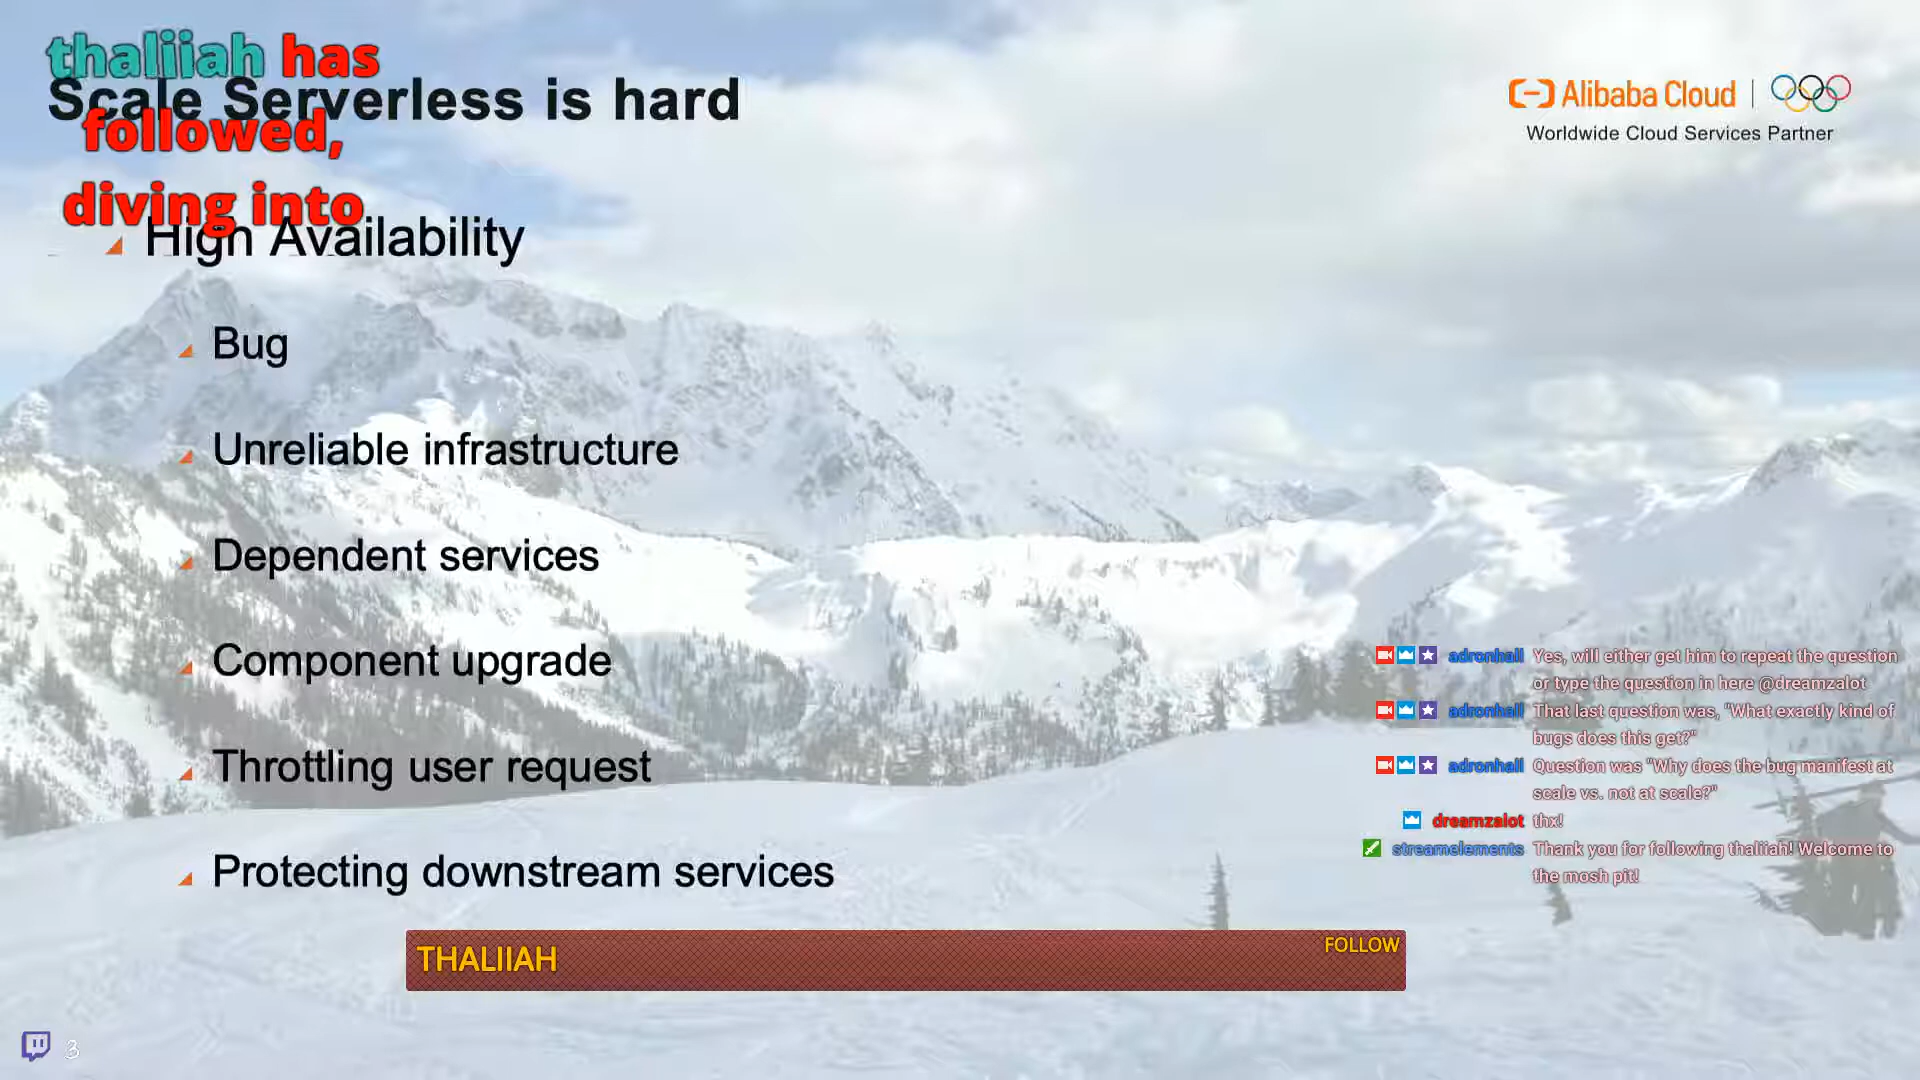 thaliiah has
followed,
diving into
Scale Serverless is hard
Alibaba Cloud
Worldwide Cloud Services Partner
High Availability
Bug
Unreliable infrastructure
Dependent services
Component upgrade
Throttling user request
Protecting downstream services
adronhall Yes, will either get him to repeat the question
or type the question in here @dreamzalot
adronhall That last question was, "What exactly kind of
bugs does this get?"
adronhall Question was "Why does the bug manifest at
scale vs. not at scale?"
dreamzalot thx!
streamelements Thank you for following thaliiah! Welcome to
the mosh pit!
THALIIAH
FOLLOW
3